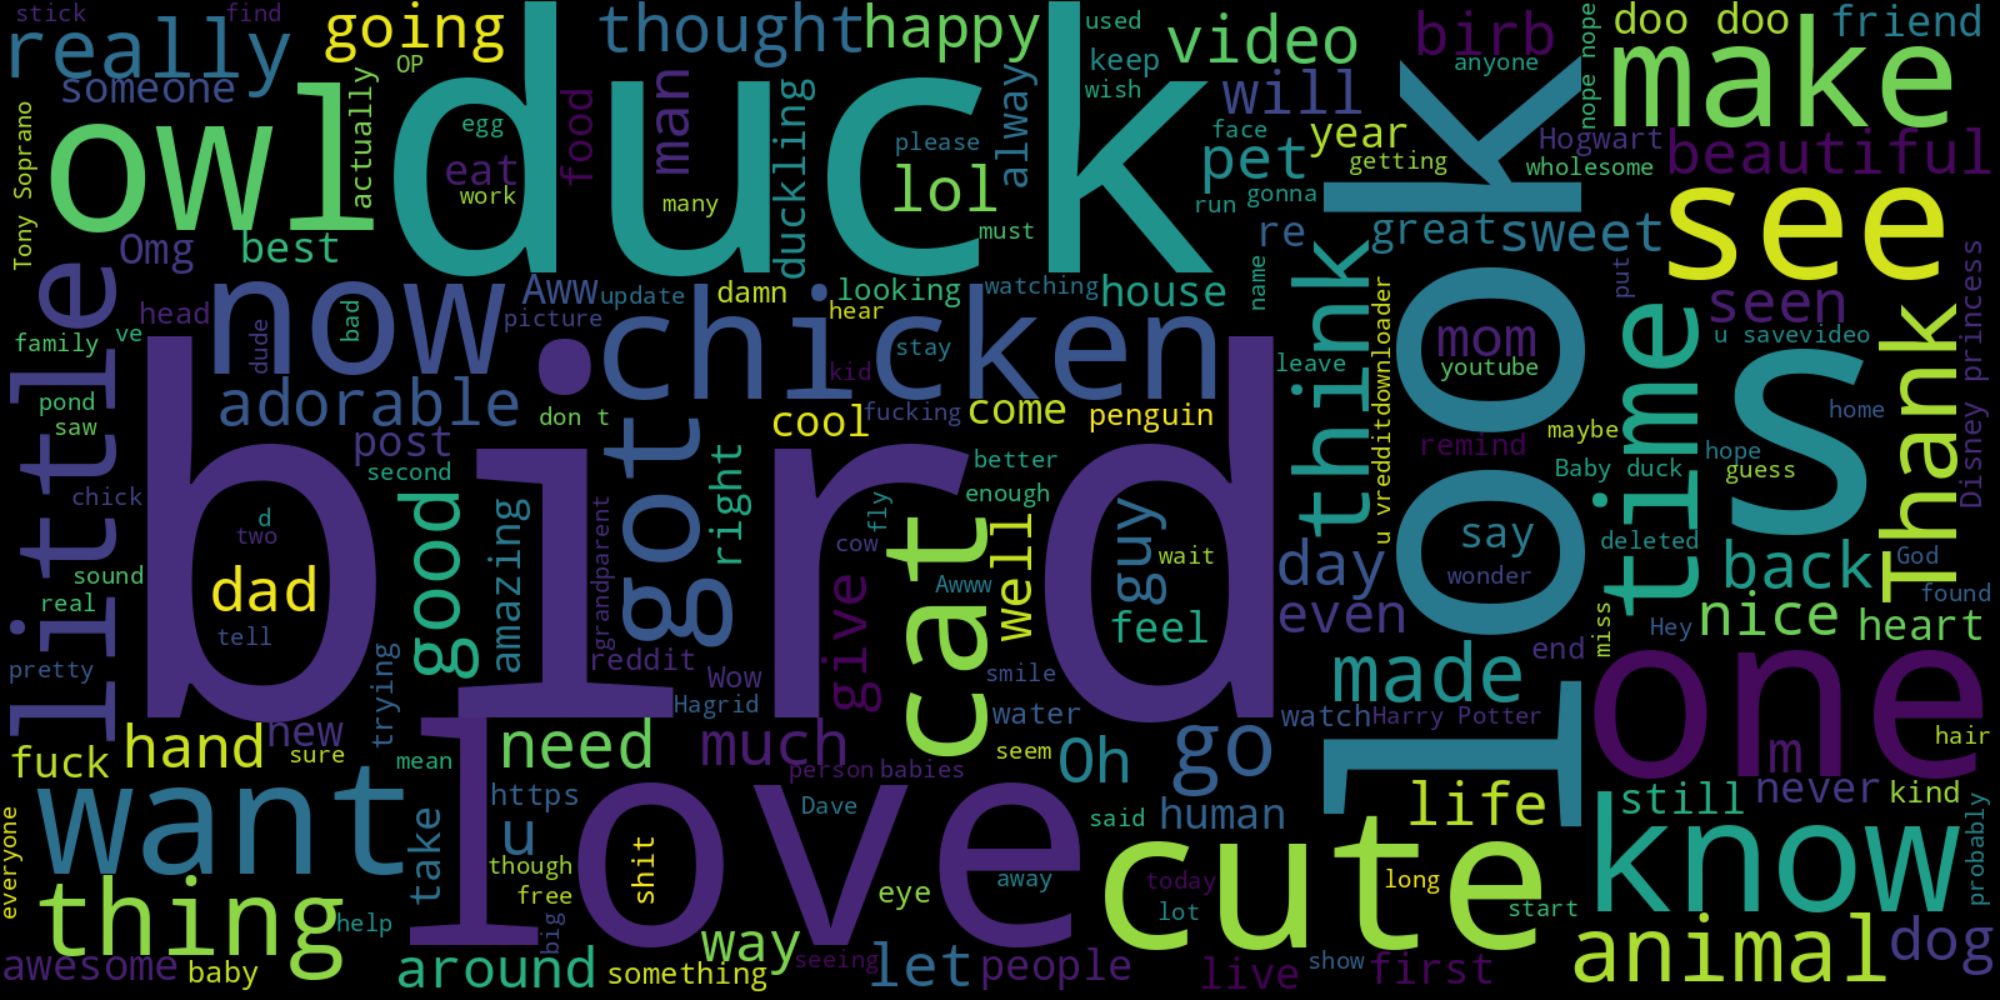 stick
find
really
going
thought
happy
used
video
birb
nope nope
doo doo
friend
someone
OP
keep
anyone
make
wish
will
Tony Soprano
owl
actually
duck
egg
eat
work
food
man
many
duckling
please
lol
must
alway
face
pet
year
getting
Hogwart
wholesome
beautiful
run
gonna
see
Omg
best
re
great
sweet
look
little
now
head
bad
dude
Aww
update
picture
damn
looking
hear
watching
house
name
think
put
seen
Disney princess
family
ve
chicken
stay
kid
leave
u vredditdownloader
mom
youtube
time
u savevideo
Thank
S
pond
saw
adorable
don t
got
cool
fucking
come
penguin
remind
maybe
home
post
second
right
better
enough
Baby duck
hope
guess
chick
bird
d
two
dad
tell
good
amazing
grandparent
fly
cow
cat
Awww
well
guy
wait
feel
day
say
wonder
deleted
back
God
found
sound
real
even
miss
Hey
nice
heart
pretty
trying
reddit
Wow
Hagrid
give
smile
water
made
end
one
m
hair
fuck
hand
new
sure
mean
need
much
person
babies
seem
Oh
go
watch
Harry Potter
everyone
want
take
https
u
love
Dave
said
human
life
still
never
kind
know
probably
thing
help
though
free
shit
big
eye
away
cute
today
lot
long
start
animal
dog
awesome
baby
around
something
way
seeing
let
people
live
show
first